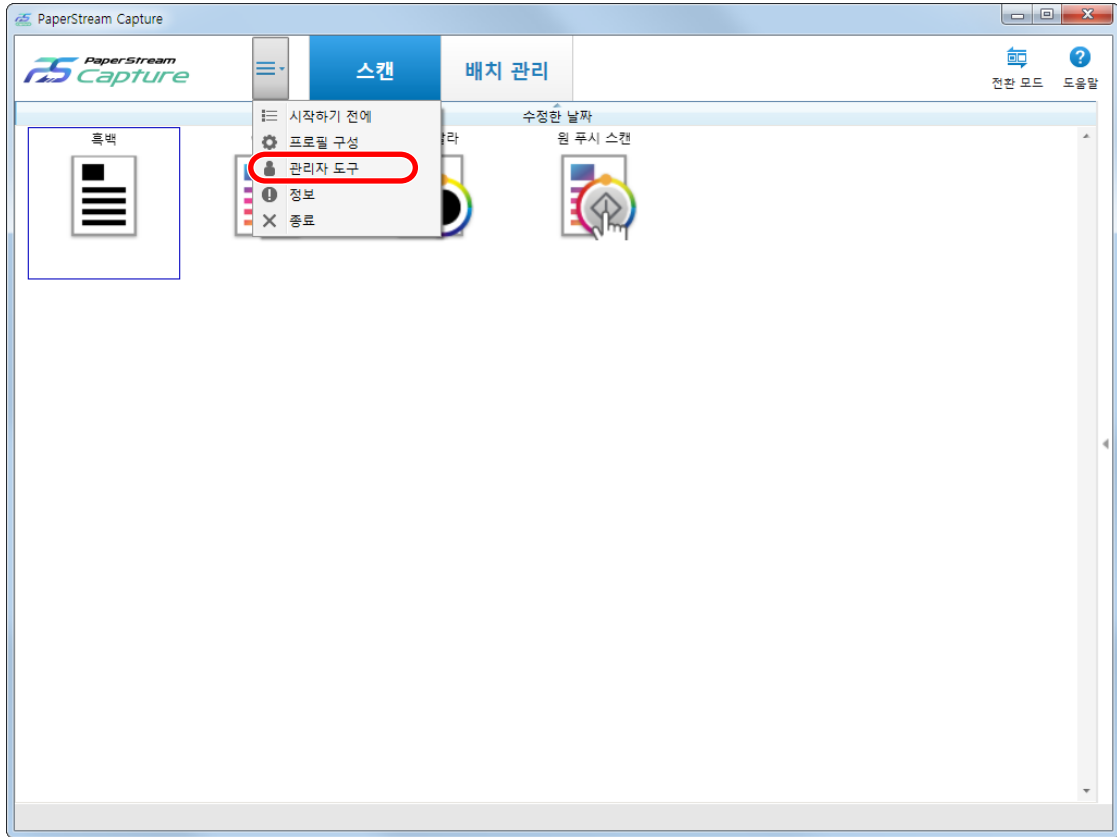 PaperStream Capture
PaperStream
Capture
스캔
배치 관리
전환 모드
도움말
수정한 날짜
시작하기 전에
프로필 구성
관리자 도구
정보
종료
흑백
원 푸시 스캔